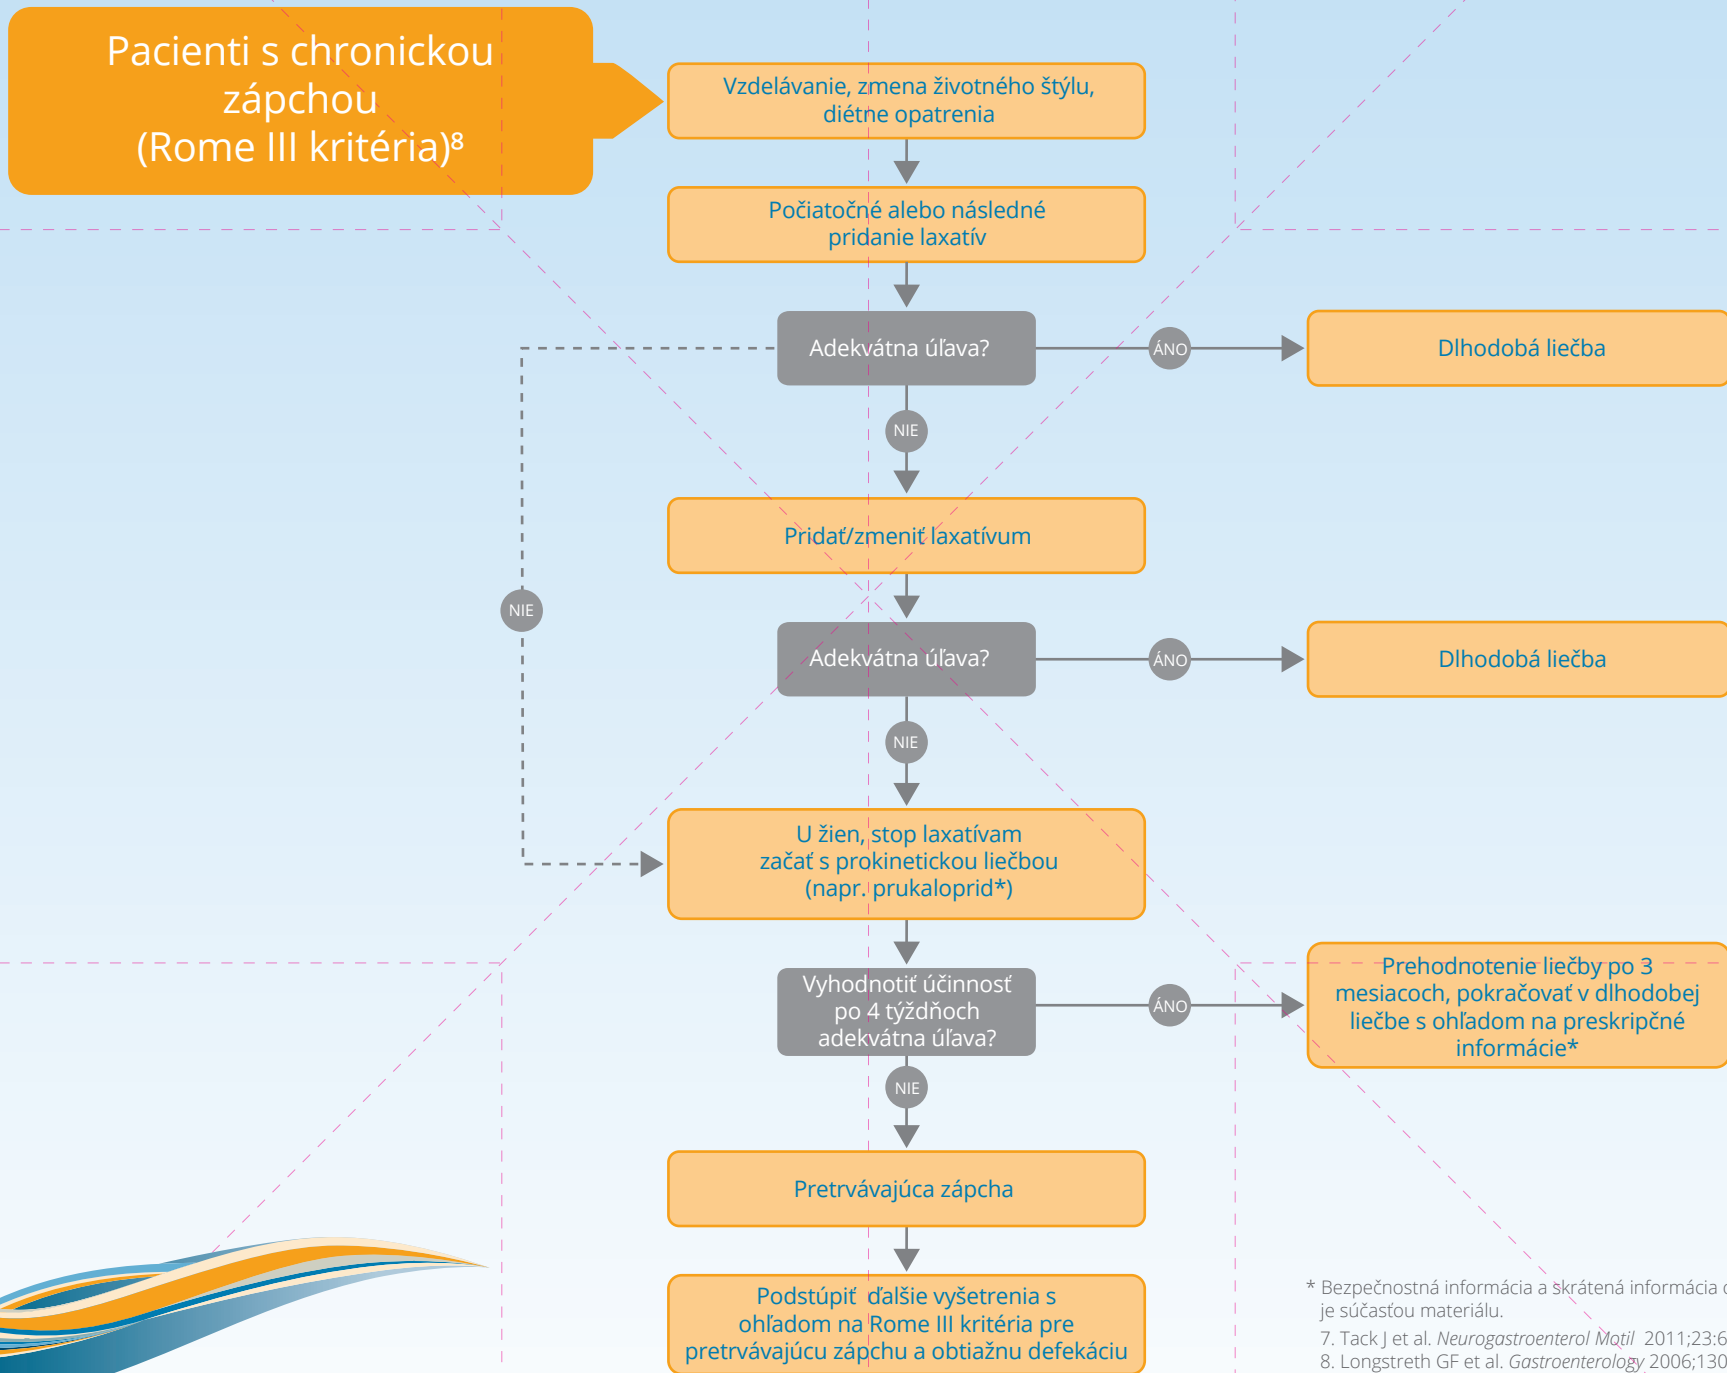 Pacienti s chronickou
zápchou
(Rome III kritéria)⁸
Vzdelávanie, zmena životného štýlu,
diétne opatrenia
Počiatočné alebo následné
pridanie laxatív
Adekvátna úľava?
ÁNO
Dlhodobá liečba
NIE
Pridať/zmeniť laxatívum
NIE
Adekvátna úľava?
ÁNO
Dlhodobá liečba
NIE
U žien, stop laxatívam
začať s prokinetickou liečbou
(napr. prukaloprid*)
Vyhodnotiť účinnosť
po 4 týždňoch
adekvátna úľava?
ÁNO
Prehodnotenie liečby po 3
mesiacoch, pokračovať v dlhodobej
liečbe s ohľadom na preskripčné
informácie*
NIE
Pretrvávajúca zápcha
Podstúpiť ďalšie vyšetrenia s
ohľadom na Rome III kritéria pre
pretrvávajúcu zápchu a obtiažnu defekáciu
* Bezpečnostná informácia a skrátená informácia
je súčasťou materiálu.
7. Tack J et al. Neurogastroenterol Motil 2011;23:6
8. Longstreth GF et al. Gastroenterology 2006;130